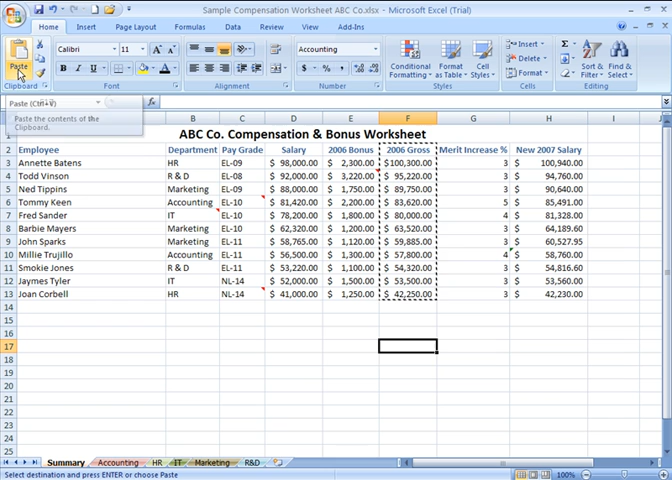 Sample Compensation Worksheet ABC Co.xlsx - Microsoft Excel (Trial)
Home Insert Page Layout Formulas Data Review View
Paste Calibri 11 Accounting Conditional Formatting Format as Table Cell Styles Insert Delete Format
Clipboard Font Alignment Number Styles Cells Editing
Paste (Ctrl+V)
Paste the contents of the
Clipboard.
fx
A B C D E F G H
1 ABC Co. Compensation & Bonus Worksheet
2 Employee Department Pay Grade Salary 2006 Bonus 2006 Gross Merit Increase % New 2007 Salary
3 Annette Batens HR EL-09 $ 98,000.00 $ 2,300.00 $100,300.00 3 $ 100,940.00
4 Todd Vinson R & D EL-08 $ 92,000.00 $ 3,220.00 $ 95,220.00 3 $ 94,760.00
5 Ned Tippins Marketing EL-09 $ 88,000.00 $ 1,750.00 $ 89,750.00 3 $ 90,640.00
6 Tommy Keen Accounting EL-10 $ 81,420.00 $ 2,200.00 $ 83,620.00 5 $ 85,491.00
7 Fred Sander IT EL-10 $ 78,200.00 $ 1,800.00 $ 80,000.00 4 $ 81,328.00
8 Barbie Mayers Marketing EL-10 $ 62,320.00 $ 1,200.00 $ 63,520.00 3 $ 64,189.60
9 John Sparks Marketing EL-11 $ 58,765.00 $ 1,120.00 $ 59,885.00 3 $ 60,527.95
10 Millie Trujillo Accounting EL-11 $ 56,500.00 $ 1,300.00 $ 57,800.00 4 $ 58,760.00
11 Smokie Jones R & D EL-11 $ 53,220.00 $ 1,100.00 $ 54,320.00 3 $ 54,816.60
12 Jaymes Tyler IT NL-14 $ 52,000.00 $ 1,500.00 $ 53,500.00 3 $ 53,560.00
13 Joan Corbell HR NL-14 $ 41,000.00 $ 1,250.00 $ 42,250.00 3 $ 42,230.00
14
15
16
17
18
19
20
21
22
23
24
25
Summary Accounting HR IT Marketing R&D
Select destination and press ENTER or choose Paste 100%